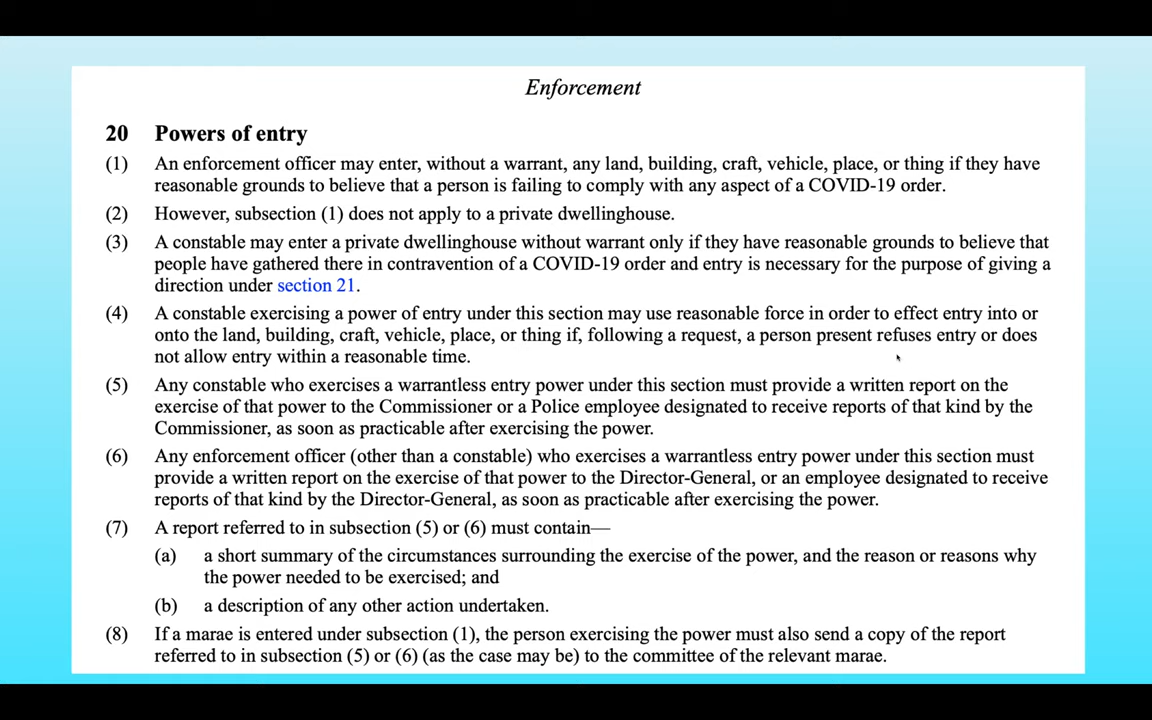 Enforcement
20 Powers of entry
(1) An enforcement officer may enter, without a warrant, any land, building, craft, vehicle, place, or thing if they have
reasonable grounds to believe that a person is failing to comply with any aspect of a COVID-19 order.
(2) However, subsection (1) does not apply to a private dwellinghouse.
(3) A constable may enter a private dwellinghouse without warrant only if they have reasonable grounds to believe that
people have gathered there in contravention of a COVID-19 order and entry is necessary for the purpose of giving a
direction under section 21.
(4) A constable exercising a power of entry under this section may use reasonable force in order to effect entry into or
onto the land, building, craft, vehicle, place, or thing if, following a request, a person present refuses entry or does
not allow entry within a reasonable time.
(5) Any constable who exercises a warrantless entry power under this section must provide a written report on the
exercise of that power to the Commissioner or a Police employee designated to receive reports of that kind by the
Commissioner, as soon as practicable after exercising the power.
(6) Any enforcement officer (other than a constable) who exercises a warrantless entry power under this section must
provide a written report on the exercise of that power to the Director-General, or an employee designated to receive
reports of that kind by the Director-General, as soon as practicable after exercising the power.
(7) A report referred to in subsection (5) or (6) must contain—
(a) a short summary of the circumstances surrounding the exercise of the power, and the reason or reasons why
the power needed to be exercised; and
(b) a description of any other action undertaken.
(8) If a marae is entered under subsection (1), the person exercising the power must also send a copy of the report
referred to in subsection (5) or (6) (as the case may be) to the committee of the relevant marae.